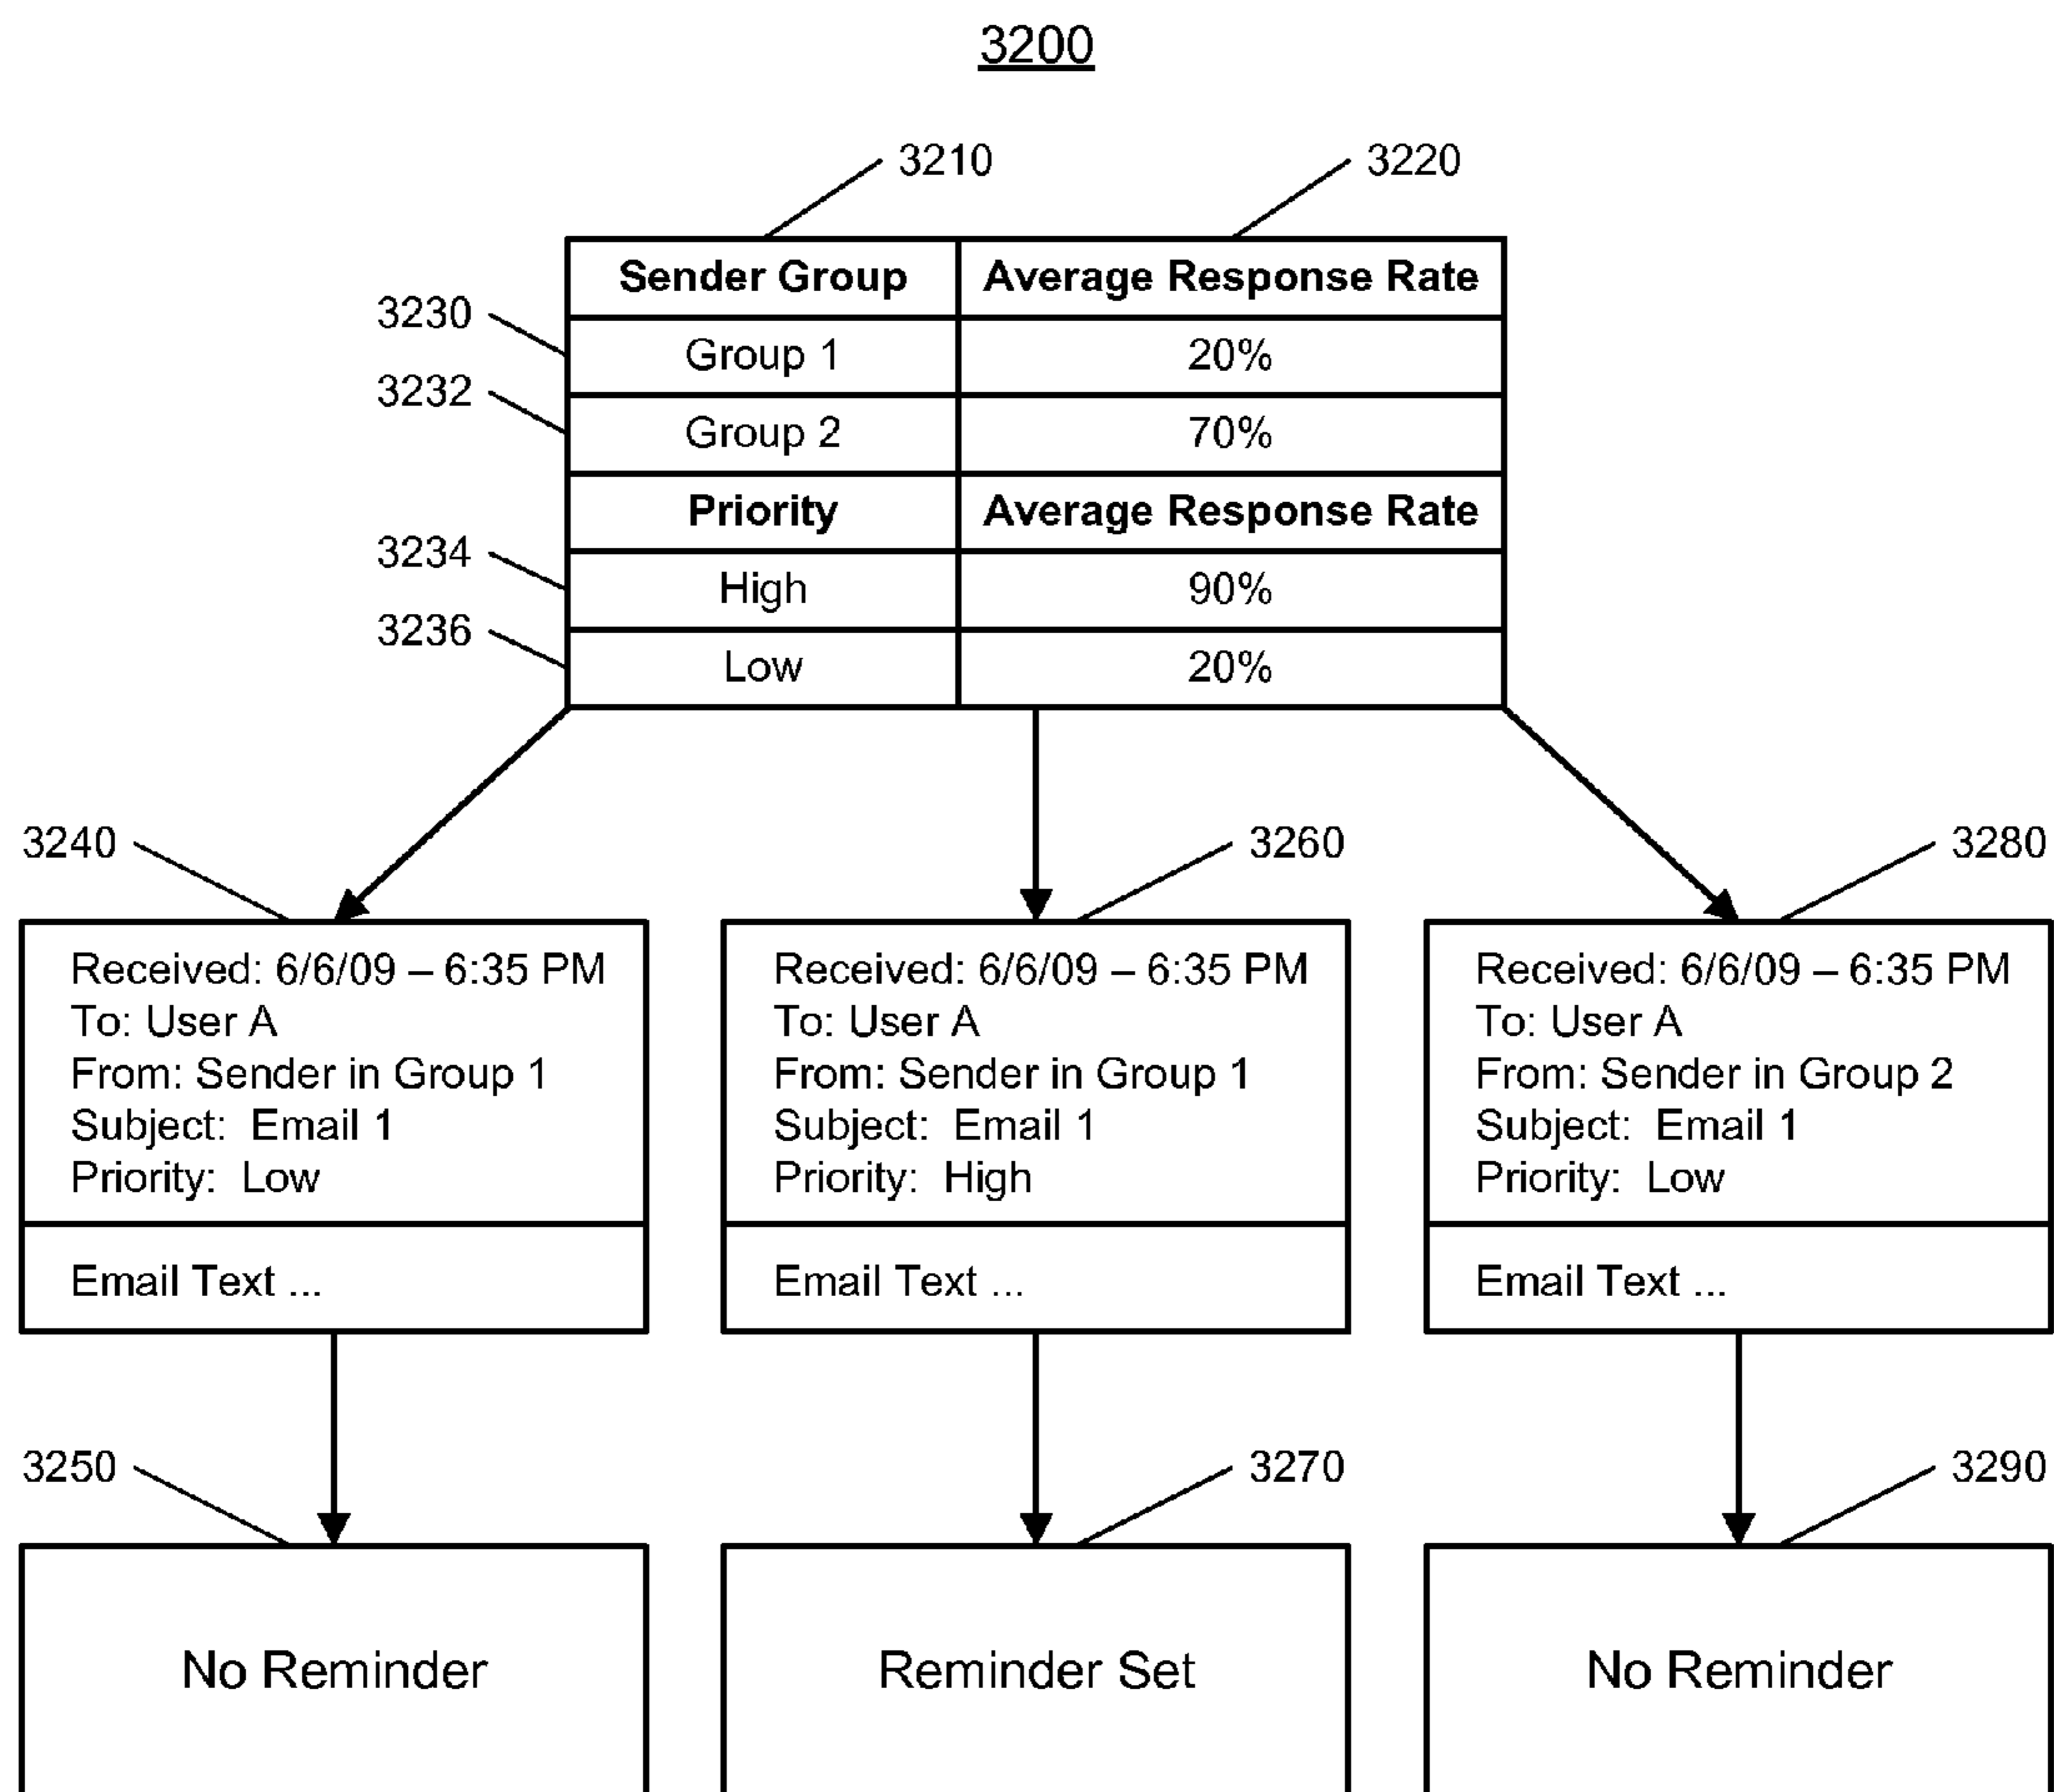 3200
3210
3220
Sender Group
Average Response Rate
3230
Group 1
20%
3232
Group 2
70%
Priority
Average Response Rate
3234
High
90%
3236
Low
20%
3240
3260
3280
Received: 6/6/09 – 6:35 PM
To: User A
From: Sender in Group 1
Subject:  Email 1
Priority:  Low
Email Text ...
Received: 6/6/09 – 6:35 PM
To: User A
From: Sender in Group 1
Subject:  Email 1
Priority:  High
Email Text ...
Received: 6/6/09 – 6:35 PM
To: User A
From: Sender in Group 2
Subject:  Email 1
Priority:  Low
Email Text ...
3250
3270
3290
No Reminder
Reminder Set
No Reminder